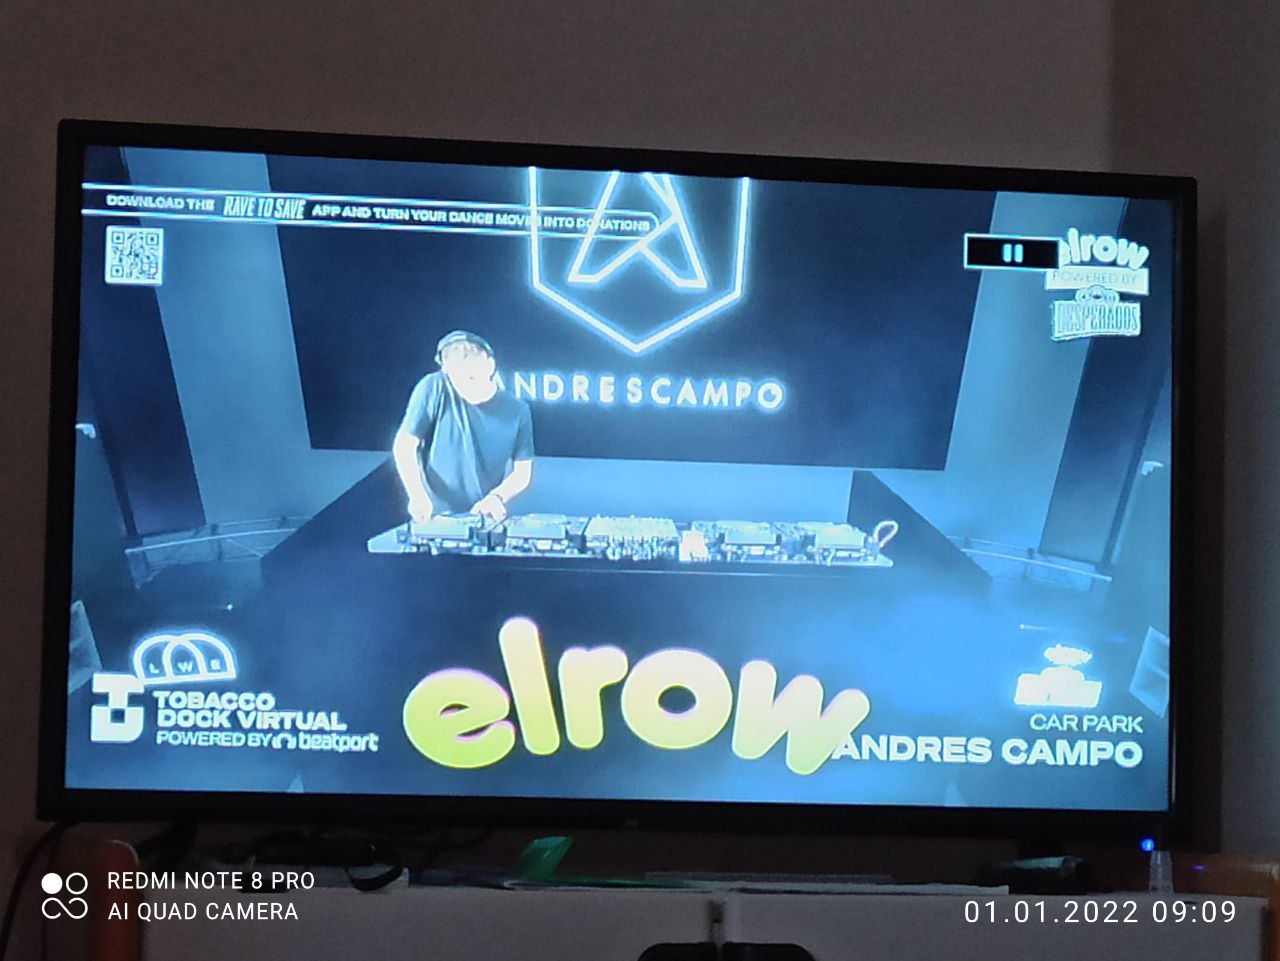 DOWNLOAD THE RAVE TO SAVE APP AND TURN YOUR DANCE MOVES INTO DONATIONS
elrow
POWERED BY
DESPERADOS
ANDRESCAMPO
elrow
LWE
TOBACCO
DOCK VIRTUAL
POWERED BY beatport
CAR PARK
ANDRES CAMPO
REDMI NOTE 8 PRO
AI QUAD CAMERA
01.01.2022 09:09